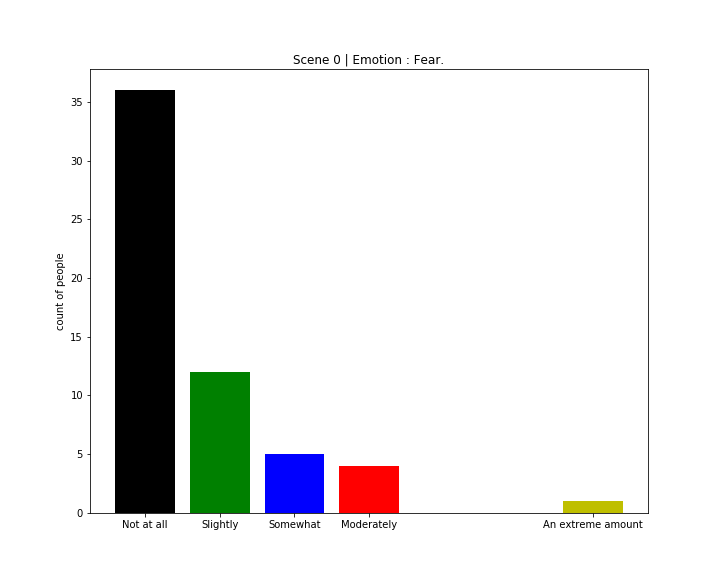 Scene 0 | Emotion : Fear.
count of people
35
30
25
20
15
10
5
0
Not at all Slightly Somewhat Moderately An extreme amount